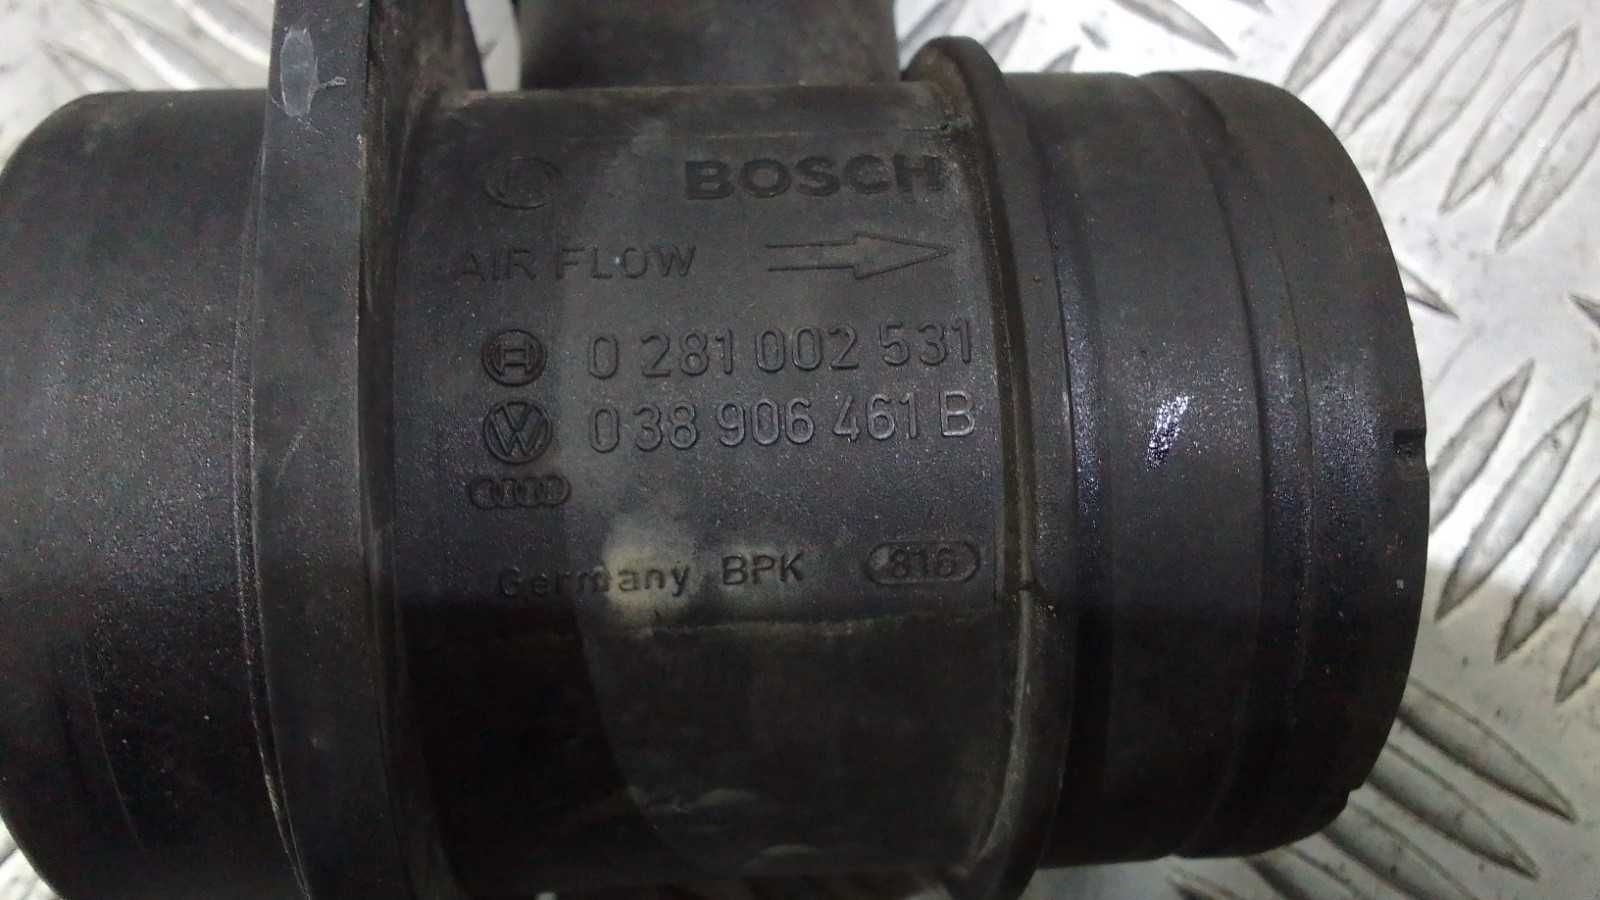 BOSCH
AIR FLOW
0 281 002 531
038 906 461 B
Germany BPK 816